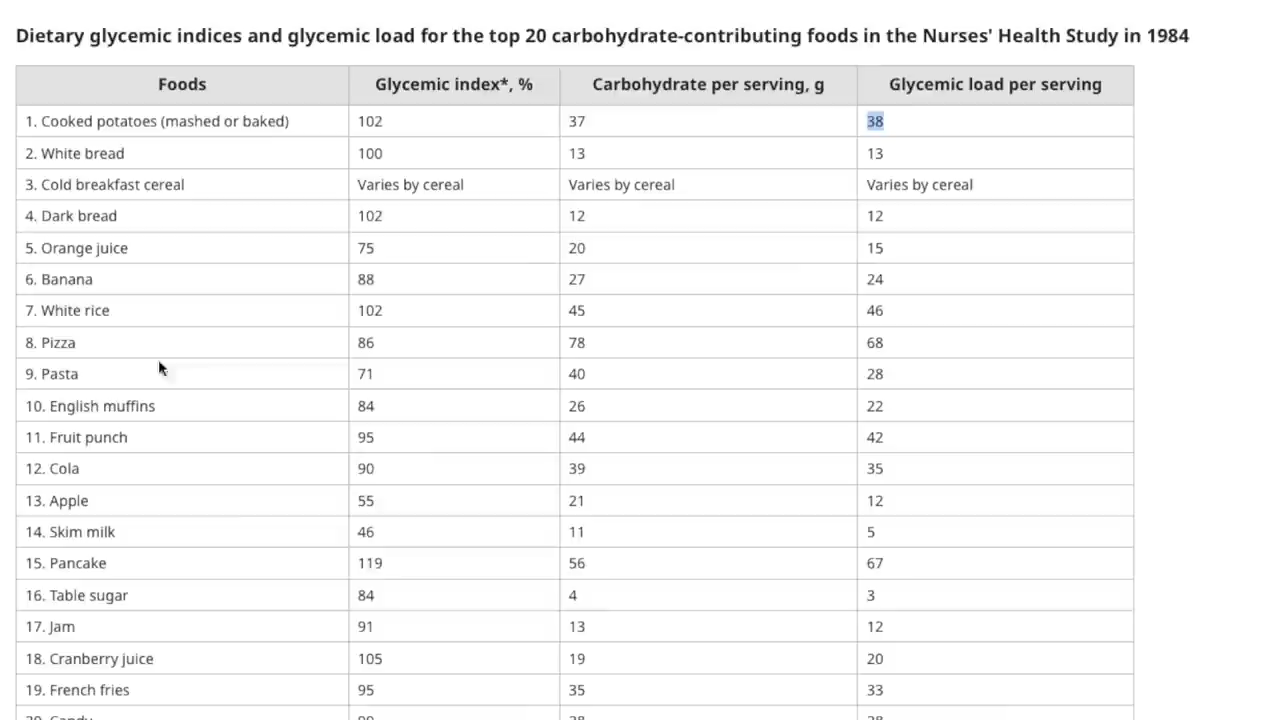 Dietary glycemic indices and glycemic load for the top 20 carbohydrate-contributing foods in the Nurses' Health Study in 1984
Foods Glycemic index*, % Carbohydrate per serving, g Glycemic load per serving
1. Cooked potatoes (mashed or baked) 102 37 38
2. White bread 100 13 13
3. Cold breakfast cereal Varies by cereal Varies by cereal Varies by cereal
4. Dark bread 102 12 12
5. Orange juice 75 20 15
6. Banana 88 27 24
7. White rice 102 45 46
8. Pizza 86 78 68
9. Pasta 71 40 28
10. English muffins 84 26 22
11. Fruit punch 95 44 42
12. Cola 90 39 35
13. Apple 55 21 12
14. Skim milk 46 11 5
15. Pancake 119 56 67
16. Table sugar 84 4 3
17. Jam 91 13 12
18. Cranberry juice 105 19 20
19. French fries 95 35 33